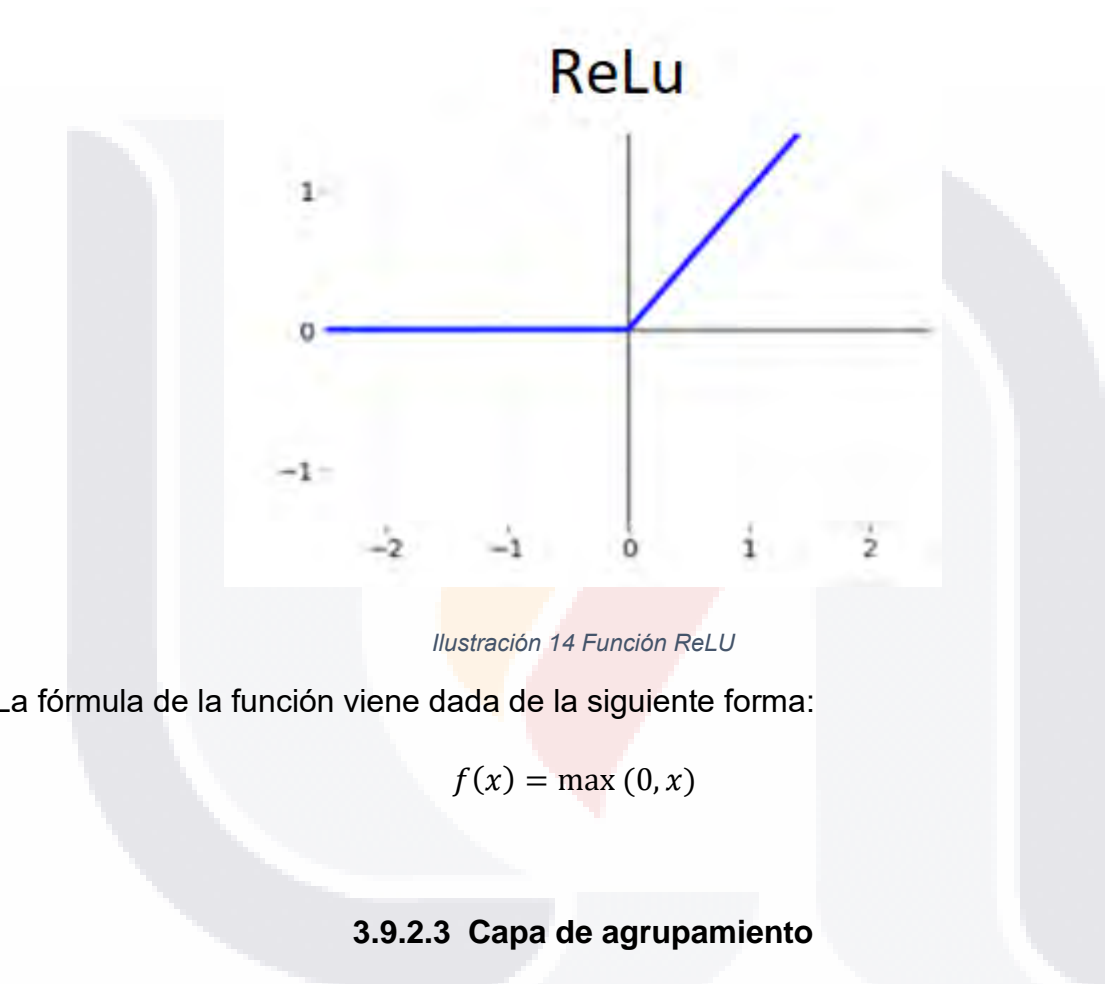 ReLu
1
0
−1
−2 −1 0 1 2
Ilustración 14 Función ReLU
La fórmula de la función viene dada de la siguiente forma:
f(x) = max (0, x)
3.9.2.3 Capa de agrupamiento